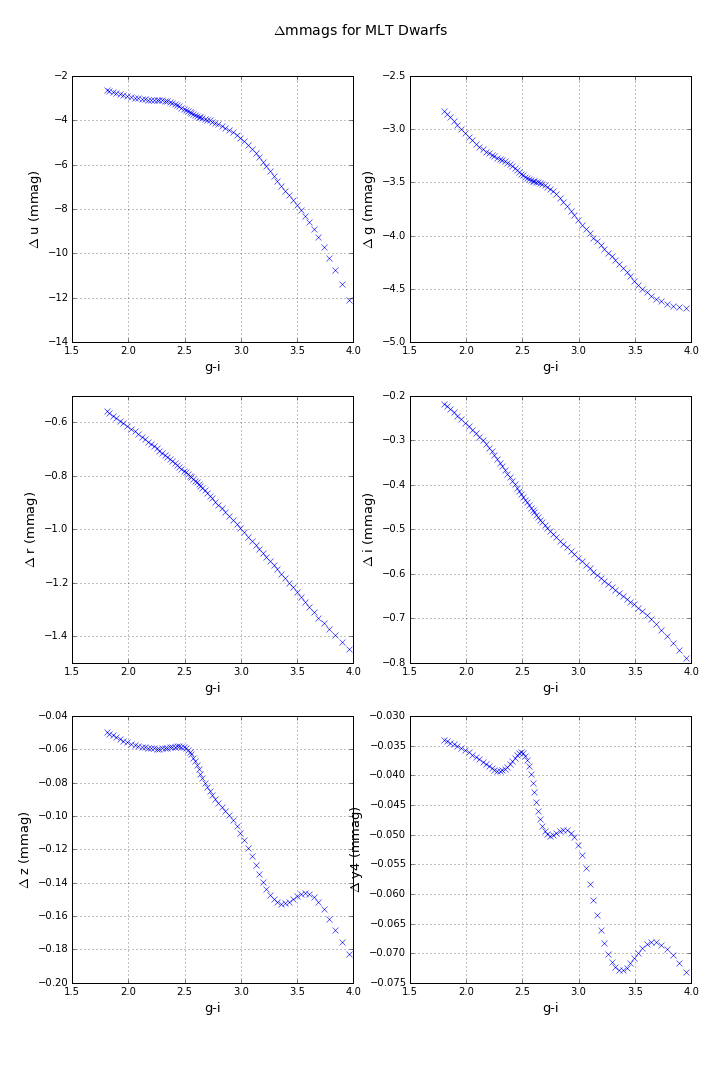 Δmmags for MLT Dwarfs
−2
−4
−6
−8
−10
−12
−14
Δ u (mmag)
1.5 2.0 2.5 3.0 3.5 4.0
g-i
−2.5
−3.0
−3.5
−4.0
−4.5
−5.0
Δ g (mmag)
1.5 2.0 2.5 3.0 3.5 4.0
g-i
−0.6
−0.8
−1.0
−1.2
−1.4
Δ r (mmag)
1.5 2.0 2.5 3.0 3.5 4.0
g-i
−0.2
−0.3
−0.4
−0.5
−0.6
−0.7
−0.8
Δ i (mmag)
1.5 2.0 2.5 3.0 3.5 4.0
g-i
−0.04
−0.06
−0.08
−0.10
−0.12
−0.14
−0.16
−0.18
−0.20
Δ z (mmag)
1.5 2.0 2.5 3.0 3.5 4.0
g-i
−0.030
−0.035
−0.040
−0.045
−0.050
−0.055
−0.060
−0.065
−0.070
−0.075
Δ y4 (mmag)
1.5 2.0 2.5 3.0 3.5 4.0
g-i